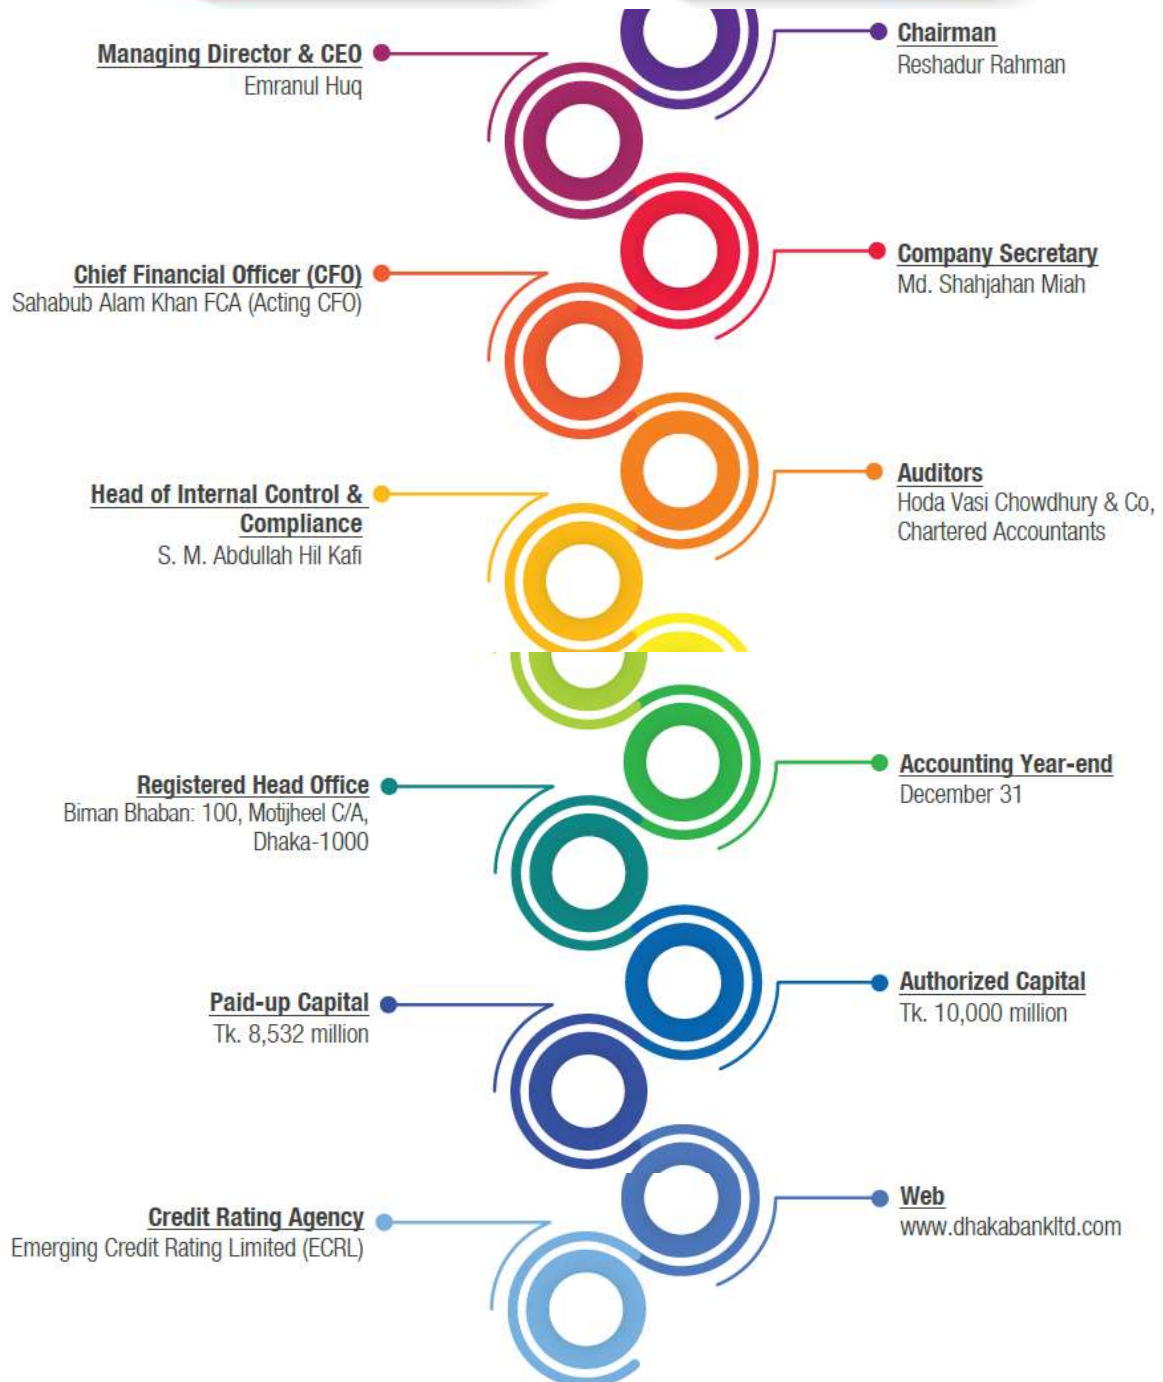 Chairman
Reshadur Rahman
Managing Director & CEO
Emranul Huq
Company Secretary
Md. Shahjahan Miah
Chief Financial Officer (CFO)
Sahabub Alam Khan FCA (Acting CFO)
Auditors
Hoda Vasi Chowdhury & Co,
Chartered Accountants
Head of Internal Control &
Compliance
S. M. Abdullah Hil Kafi
Accounting Year-end
December 31
Registered Head Office
Biman Bhaban: 100, Motijheel C/A,
Dhaka-1000
Authorized Capital
Tk. 10,000 million
Paid-up Capital
Tk. 8,532 million
Web
www.dhakabankltd.com
Credit Rating Agency
Emerging Credit Rating Limited (ECRL)